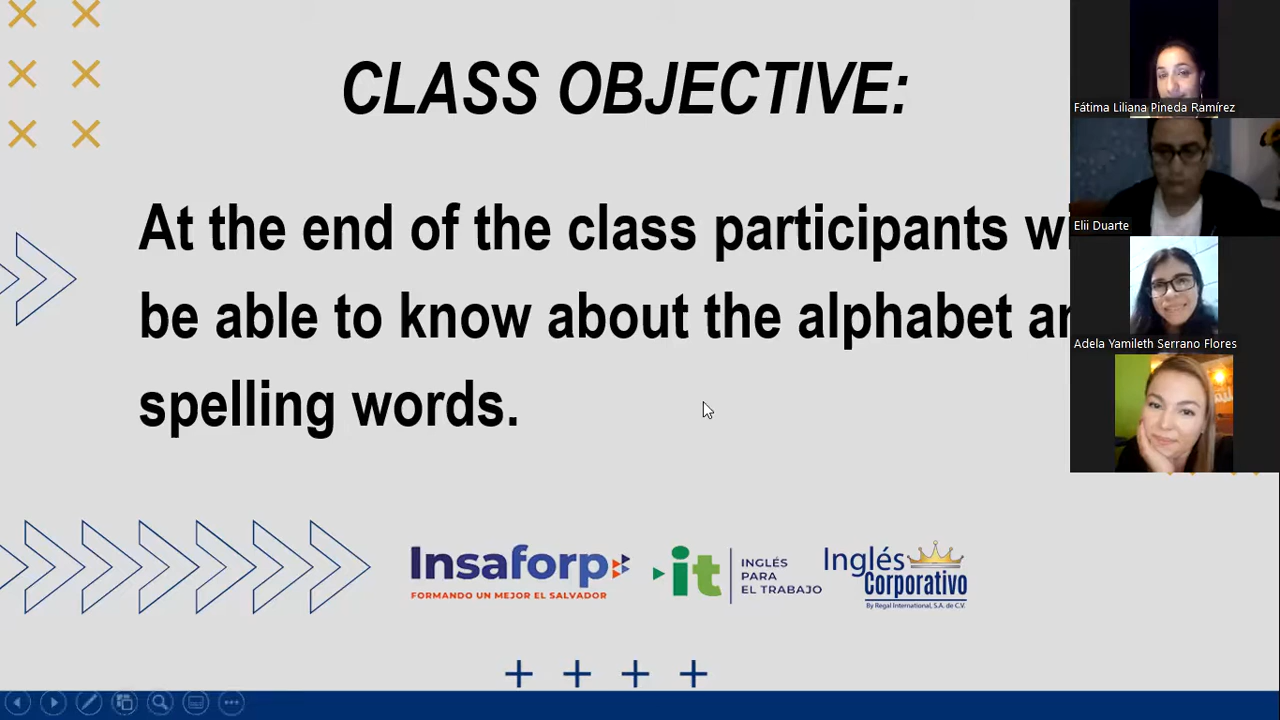 CLASS OBJECTIVE:
At the end of the class participants
be able to know about the alphabet
spelling words.
Insaforp
FORMANDO UN MEJOR EL SALVADOR
it
INGLÉS
PARA
EL TRABAJO
Inglés
Corporativo
By Regal International, S.A. de C.V.
Fátima Liliana Pineda Ramírez
Elii Duarte
Adela Yamileth Serrano Flores